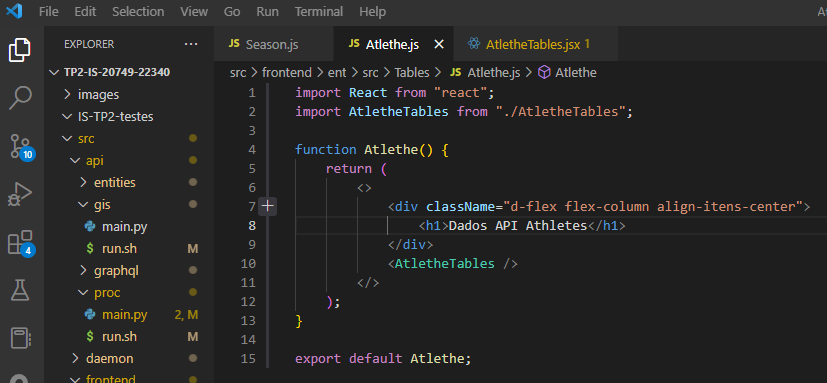 File Edit Selection View Go Run Terminal Help
EXPLORER ...
JS Season.js JS Atlethe.js AtletheTables.jsx 1
TP2-IS-20749-22340
images
IS-TP2-testes
src
api
entities
gis
main.py
$ run.sh M
graphql
proc
main.py 2, M
$ run.sh M
daemon
frontend
10
4
src > frontend > ent > src > Tables > JS Atlethe.js > Atlethe
1 import React from "react";
2 import AtletheTables from "./AtletheTables";
3
4 function Atlethe() {
5 return (
6 <>
7 <div className="d-flex flex-column align-itens-center">
8 <h1>Dados API Athletes</h1>
9 </div>
10 <AtletheTables />
11 </>
12 );
13 }
14
15 export default Atlethe;